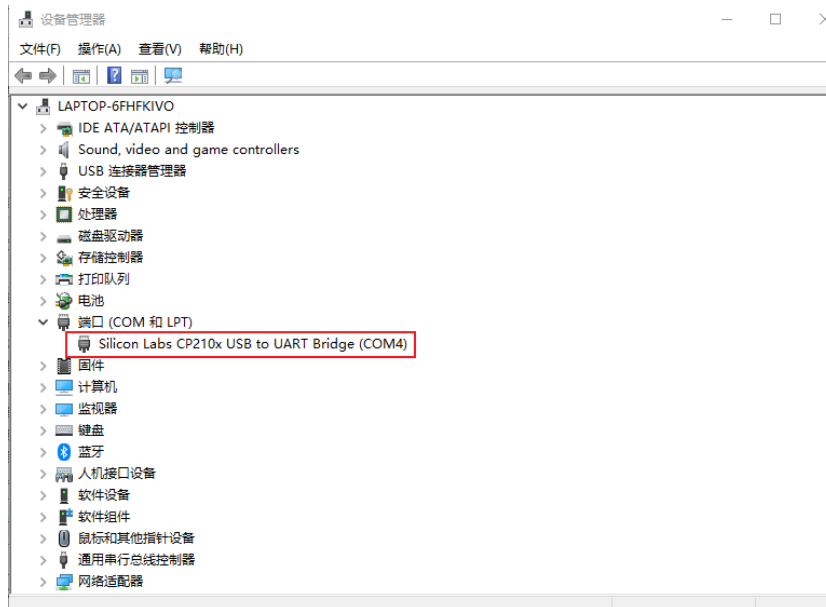 设备管理器
文件(F) 操作(A) 查看(V) 帮助(H)
LAPTOP-6FHFKIVO
IDE ATA/ATAPI 控制器
Sound, video and game controllers
USB 连接器管理器
安全设备
处理器
磁盘驱动器
存储控制器
打印队列
电池
端口 (COM 和 LPT)
Silicon Labs CP210x USB to UART Bridge (COM4)
固件
计算机
监视器
键盘
蓝牙
人机接口设备
软件设备
软件组件
鼠标和其他指针设备
通用串行总线控制器
网络适配器